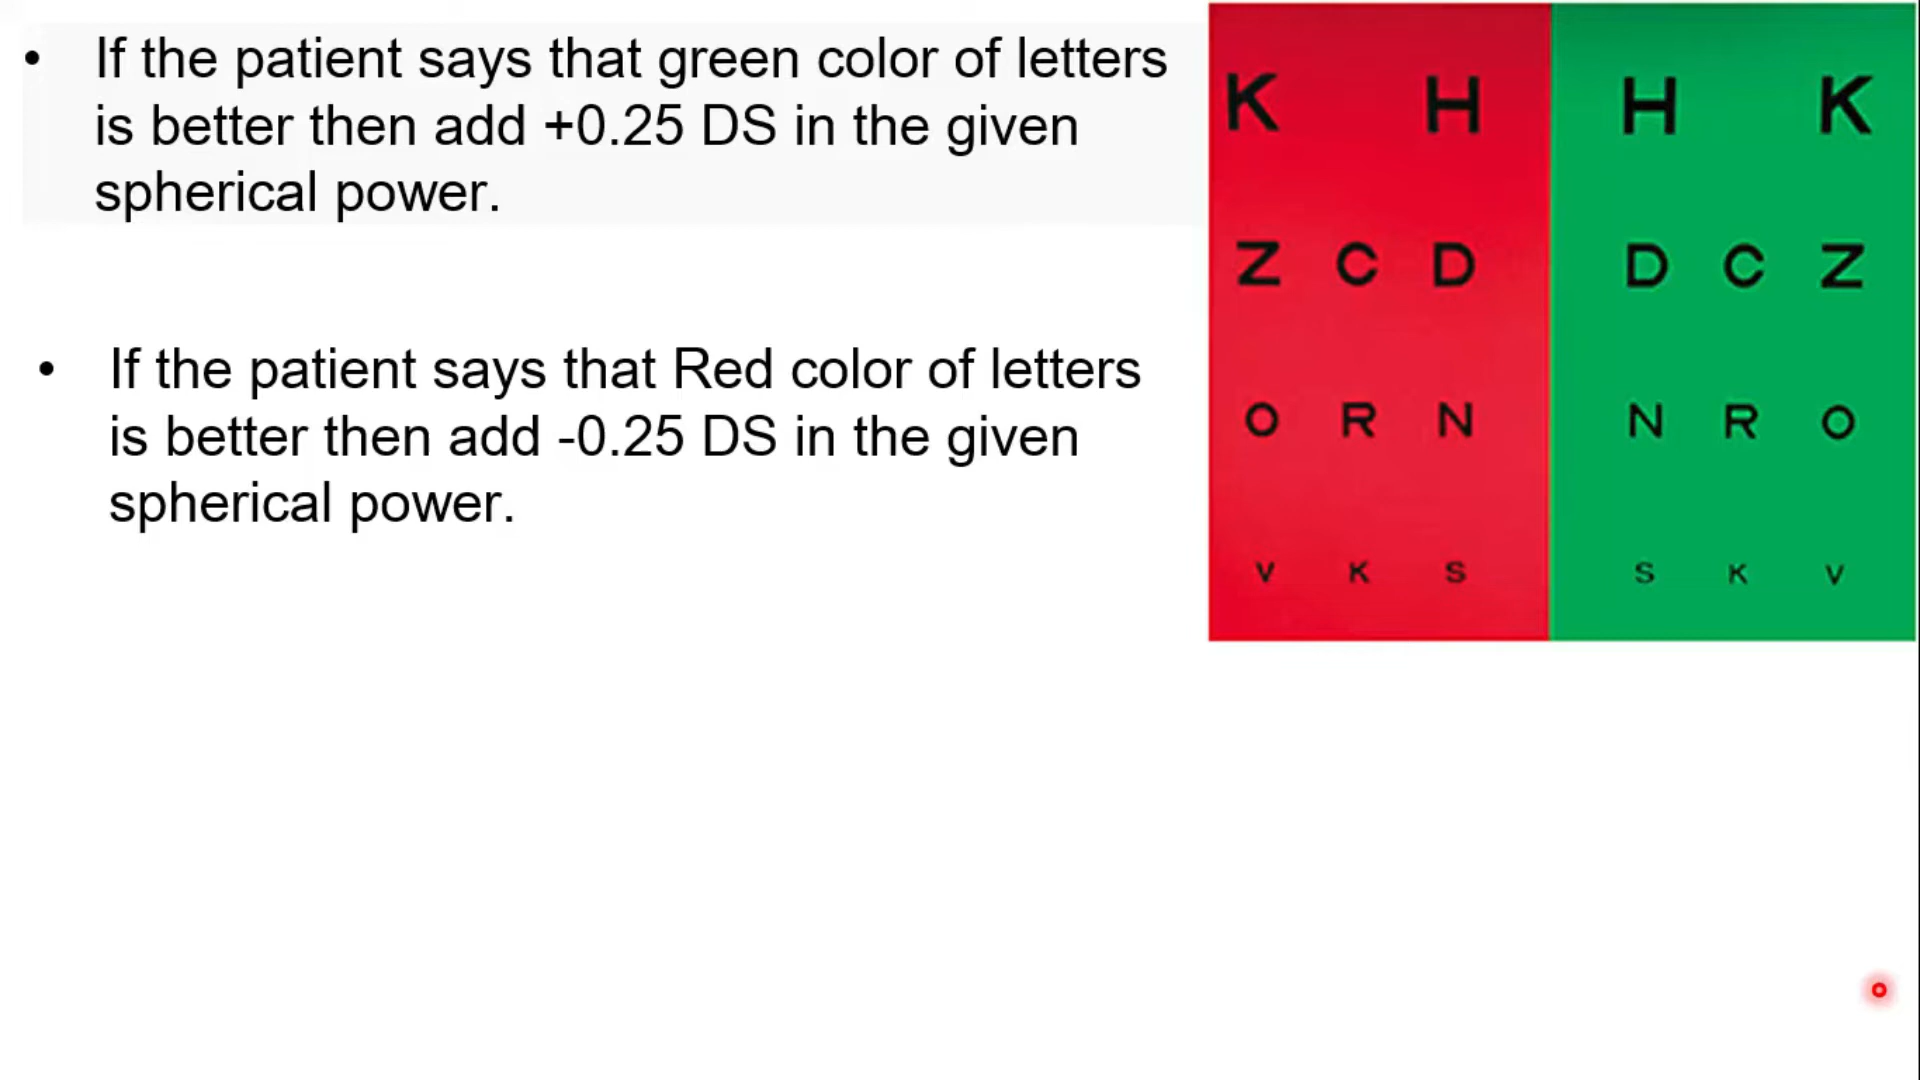 • If the patient says that green color of letters
is better then add +0.25 DS in the given
spherical power.
• If the patient says that Red color of letters
is better then add -0.25 DS in the given
spherical power.
K H H K
Z C D D C Z
O R N N R O
V K S S K V